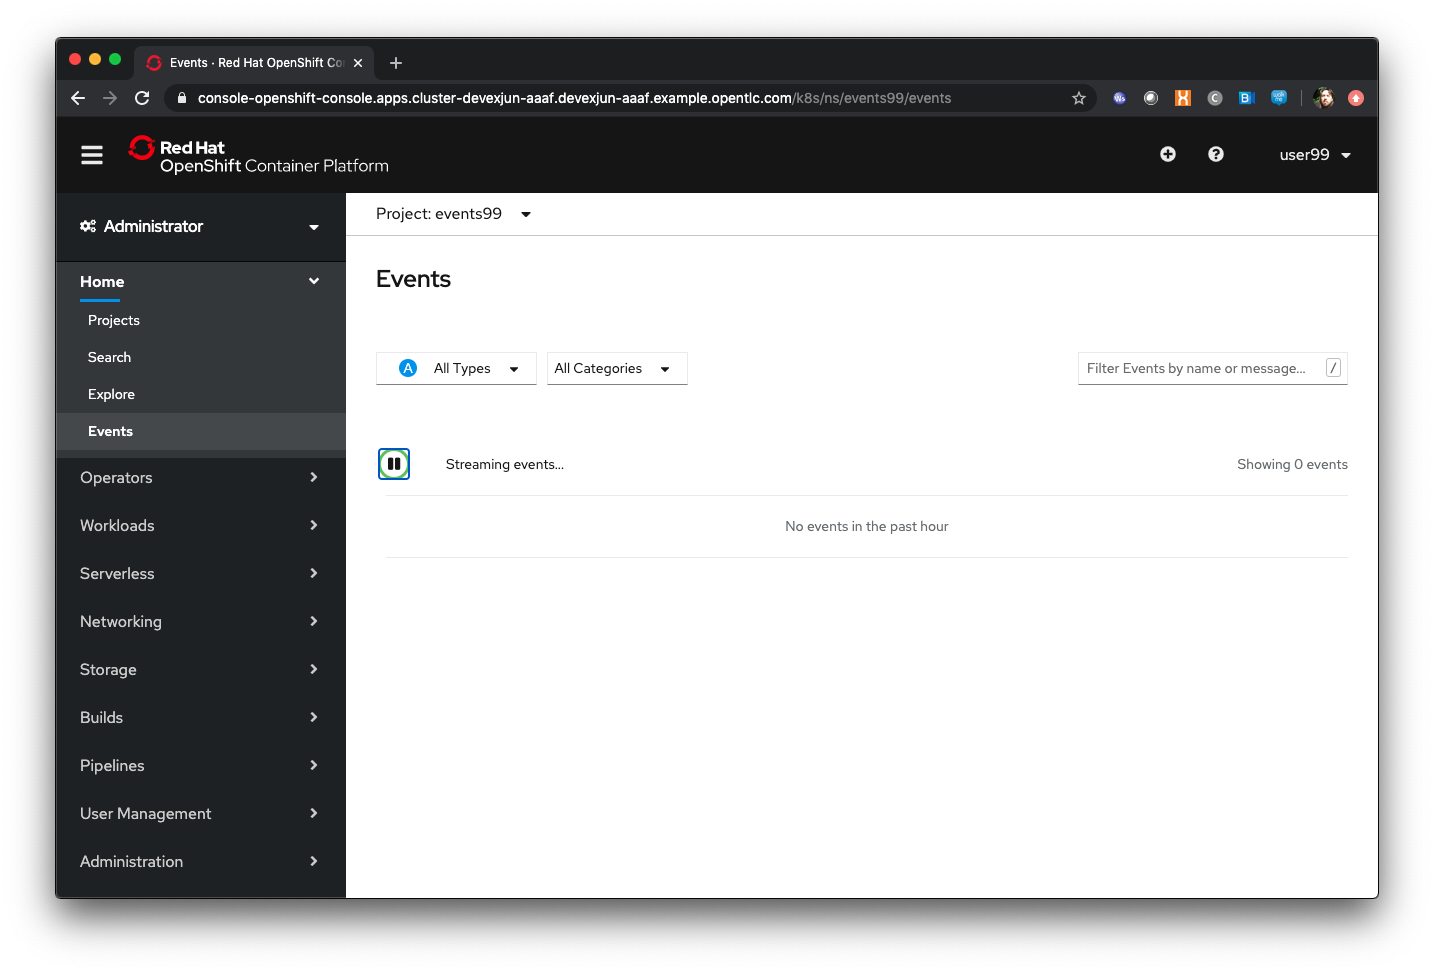 Events · Red Hat OpenShift Co
console-openshift-console.apps.cluster-devexjun-aaaf.devexjun-aaaf.example.opentlc.com/k8s/ns/events99/events
Red Hat
OpenShift Container Platform
user99
Administrator
Project: events99
Home
Projects
Search
Explore
Events
Operators
Workloads
Serverless
Networking
Storage
Builds
Pipelines
User Management
Administration
Events
A All Types
All Categories
Filter Events by name or message...
/
Streaming events...
Showing 0 events
No events in the past hour